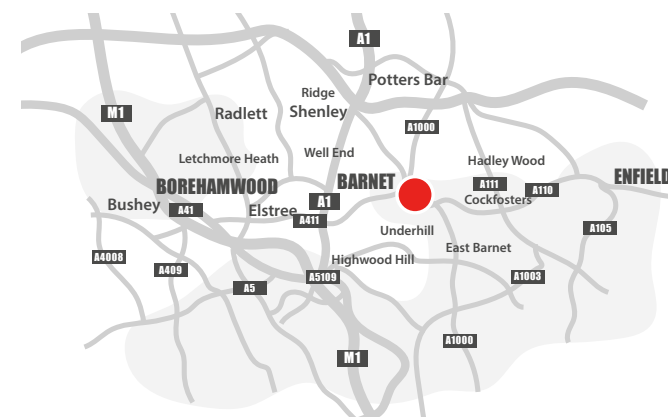 A1
Potters Bar
Ridge
Radlett
Shenley
M1
A1000
Well End
Letchmore Heath
Hadley Wood
BARNET
ENFIELD
BOREHAMWOOD
A111
A110
Bushey
A41
Elstree
A1
Cockfosters
A411
A105
Underhill
East Barnet
A4008
Highwood Hill
A409
A5109
A1003
A5
A1000
M1